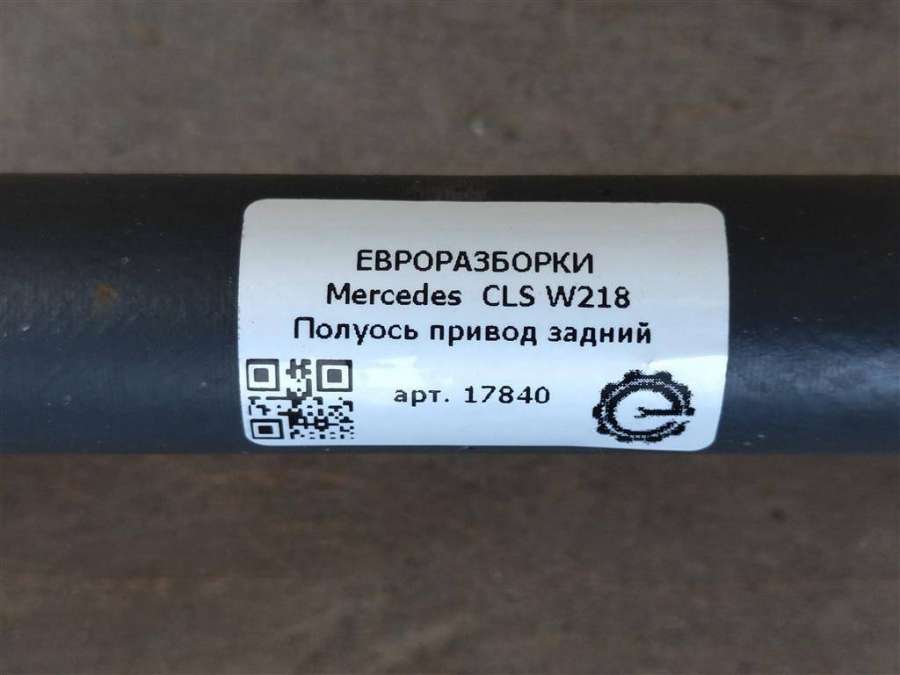 ЕВРОРАЗБОРКИ
Mercedes CLS W218
Полуось привод задний
арт. 17840